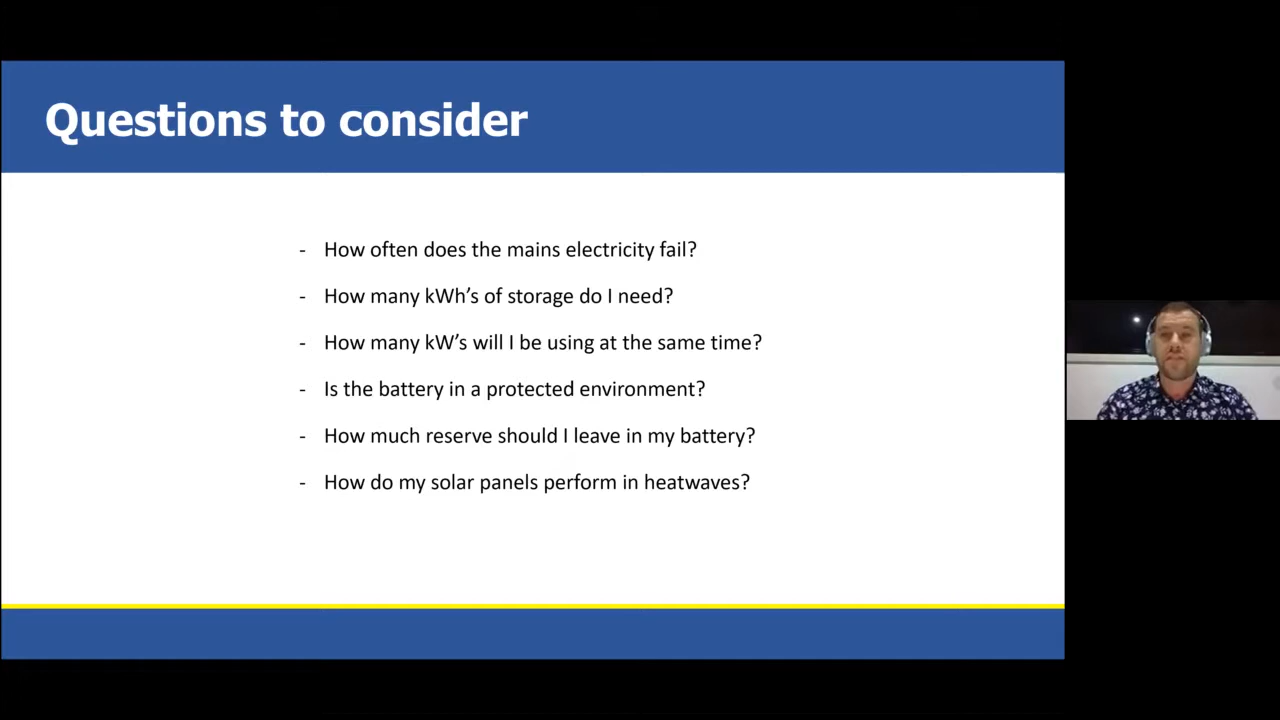 Questions to consider
- How often does the mains electricity fail?
- How many kWh’s of storage do I need?
- How many kW’s will I be using at the same time?
- Is the battery in a protected environment?
- How much reserve should I leave in my battery?
- How do my solar panels perform in heatwaves?